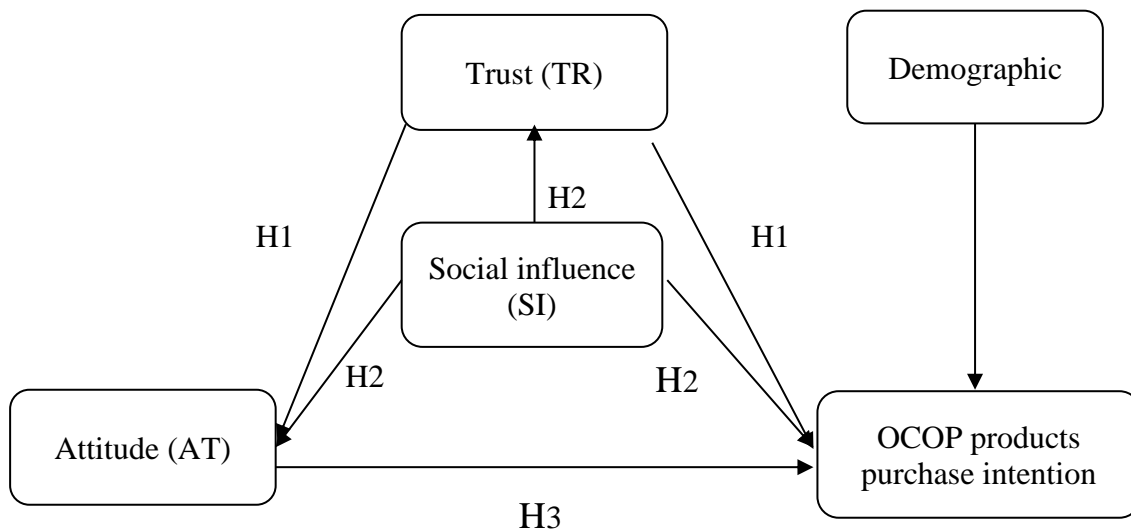 Trust (TR)
Demographic
H2
H1
H1
Social influence
(SI)
H2
H2
Attitude (AT)
OCOP products
purchase intention
H3